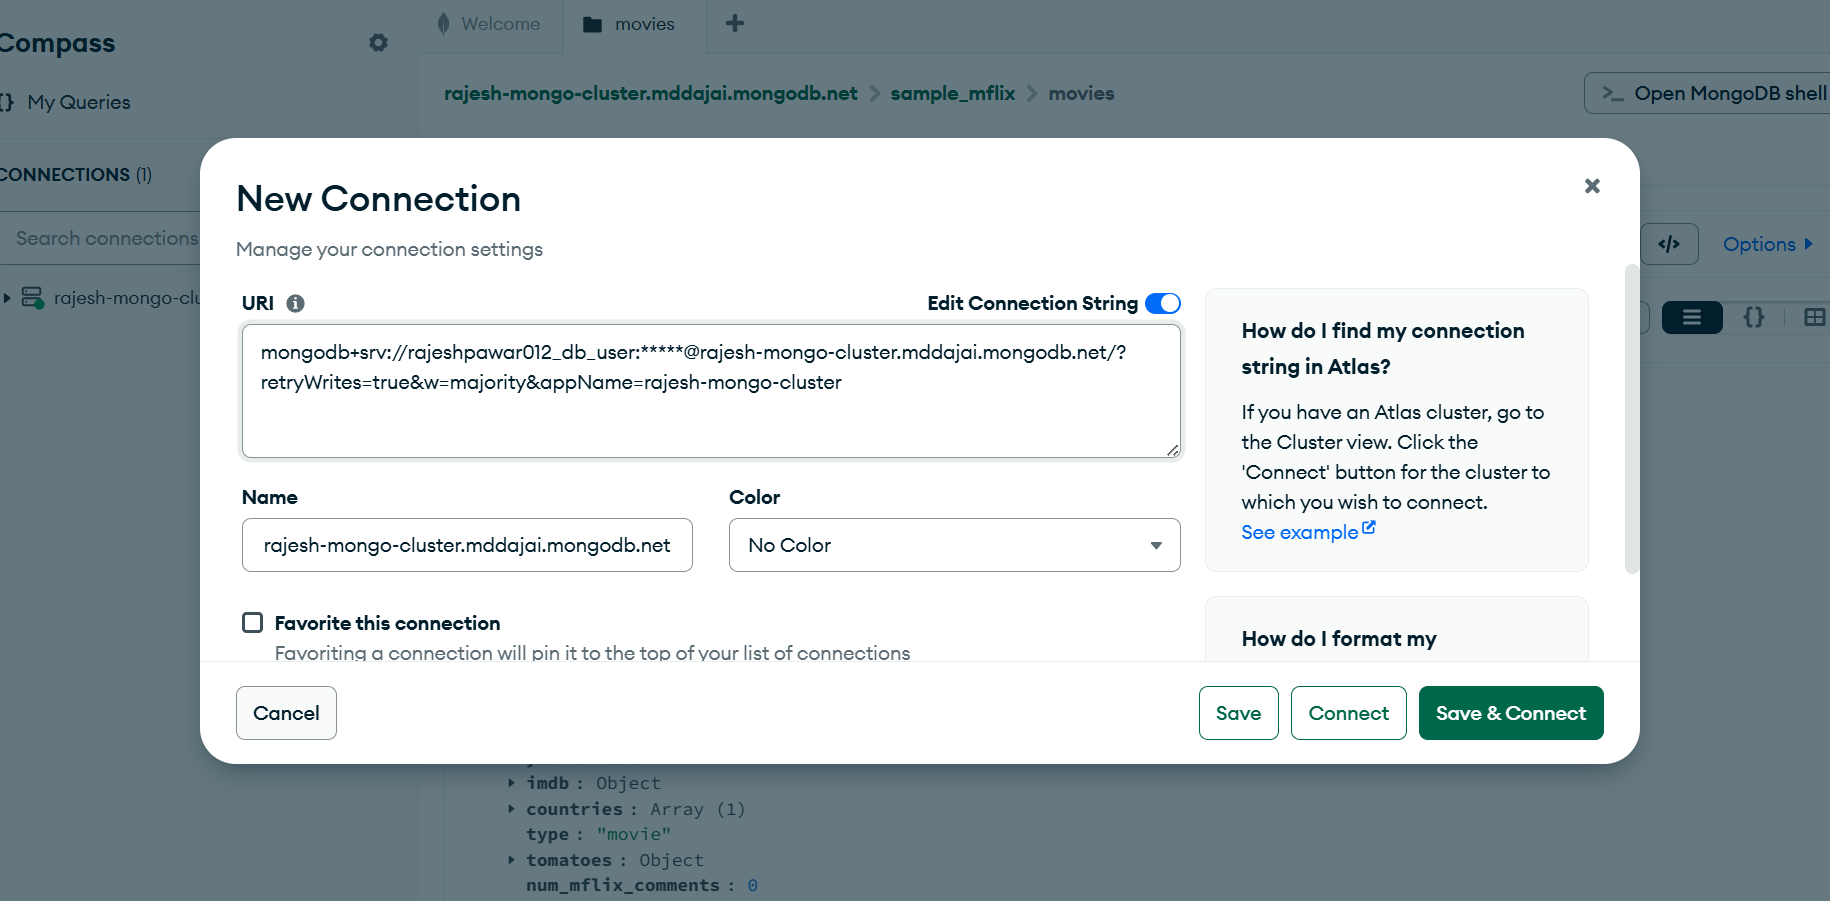 Compass
Welcome
movies
My Queries
rajesh-mongo-cluster.mddajai.mongodb.net > sample_mflix > movies
>_ Open MongoDB shell
CONNECTIONS (1)
Search connections
rajesh-mongo-clu
</> Options
{}
New Connection
Manage your connection settings
URI
Edit Connection String
mongodb+srv://rajeshpawar012_db_user:*****@rajesh-mongo-cluster.mddajai.mongodb.net/?
retryWrites=true&w=majority&appName=rajesh-mongo-cluster
Name
Color
rajesh-mongo-cluster.mddajai.mongodb.net
No Color
Favorite this connection
Favoriting a connection will pin it to the top of your list of connections
How do I find my connection
string in Atlas?
If you have an Atlas cluster, go to
the Cluster view. Click the
'Connect' button for the cluster to
which you wish to connect.
See example
How do I format my
Cancel
Save
Connect
Save & Connect
imdb : Object
countries : Array (1)
type : "movie"
tomatoes : Object
num_mflix_comments : 0